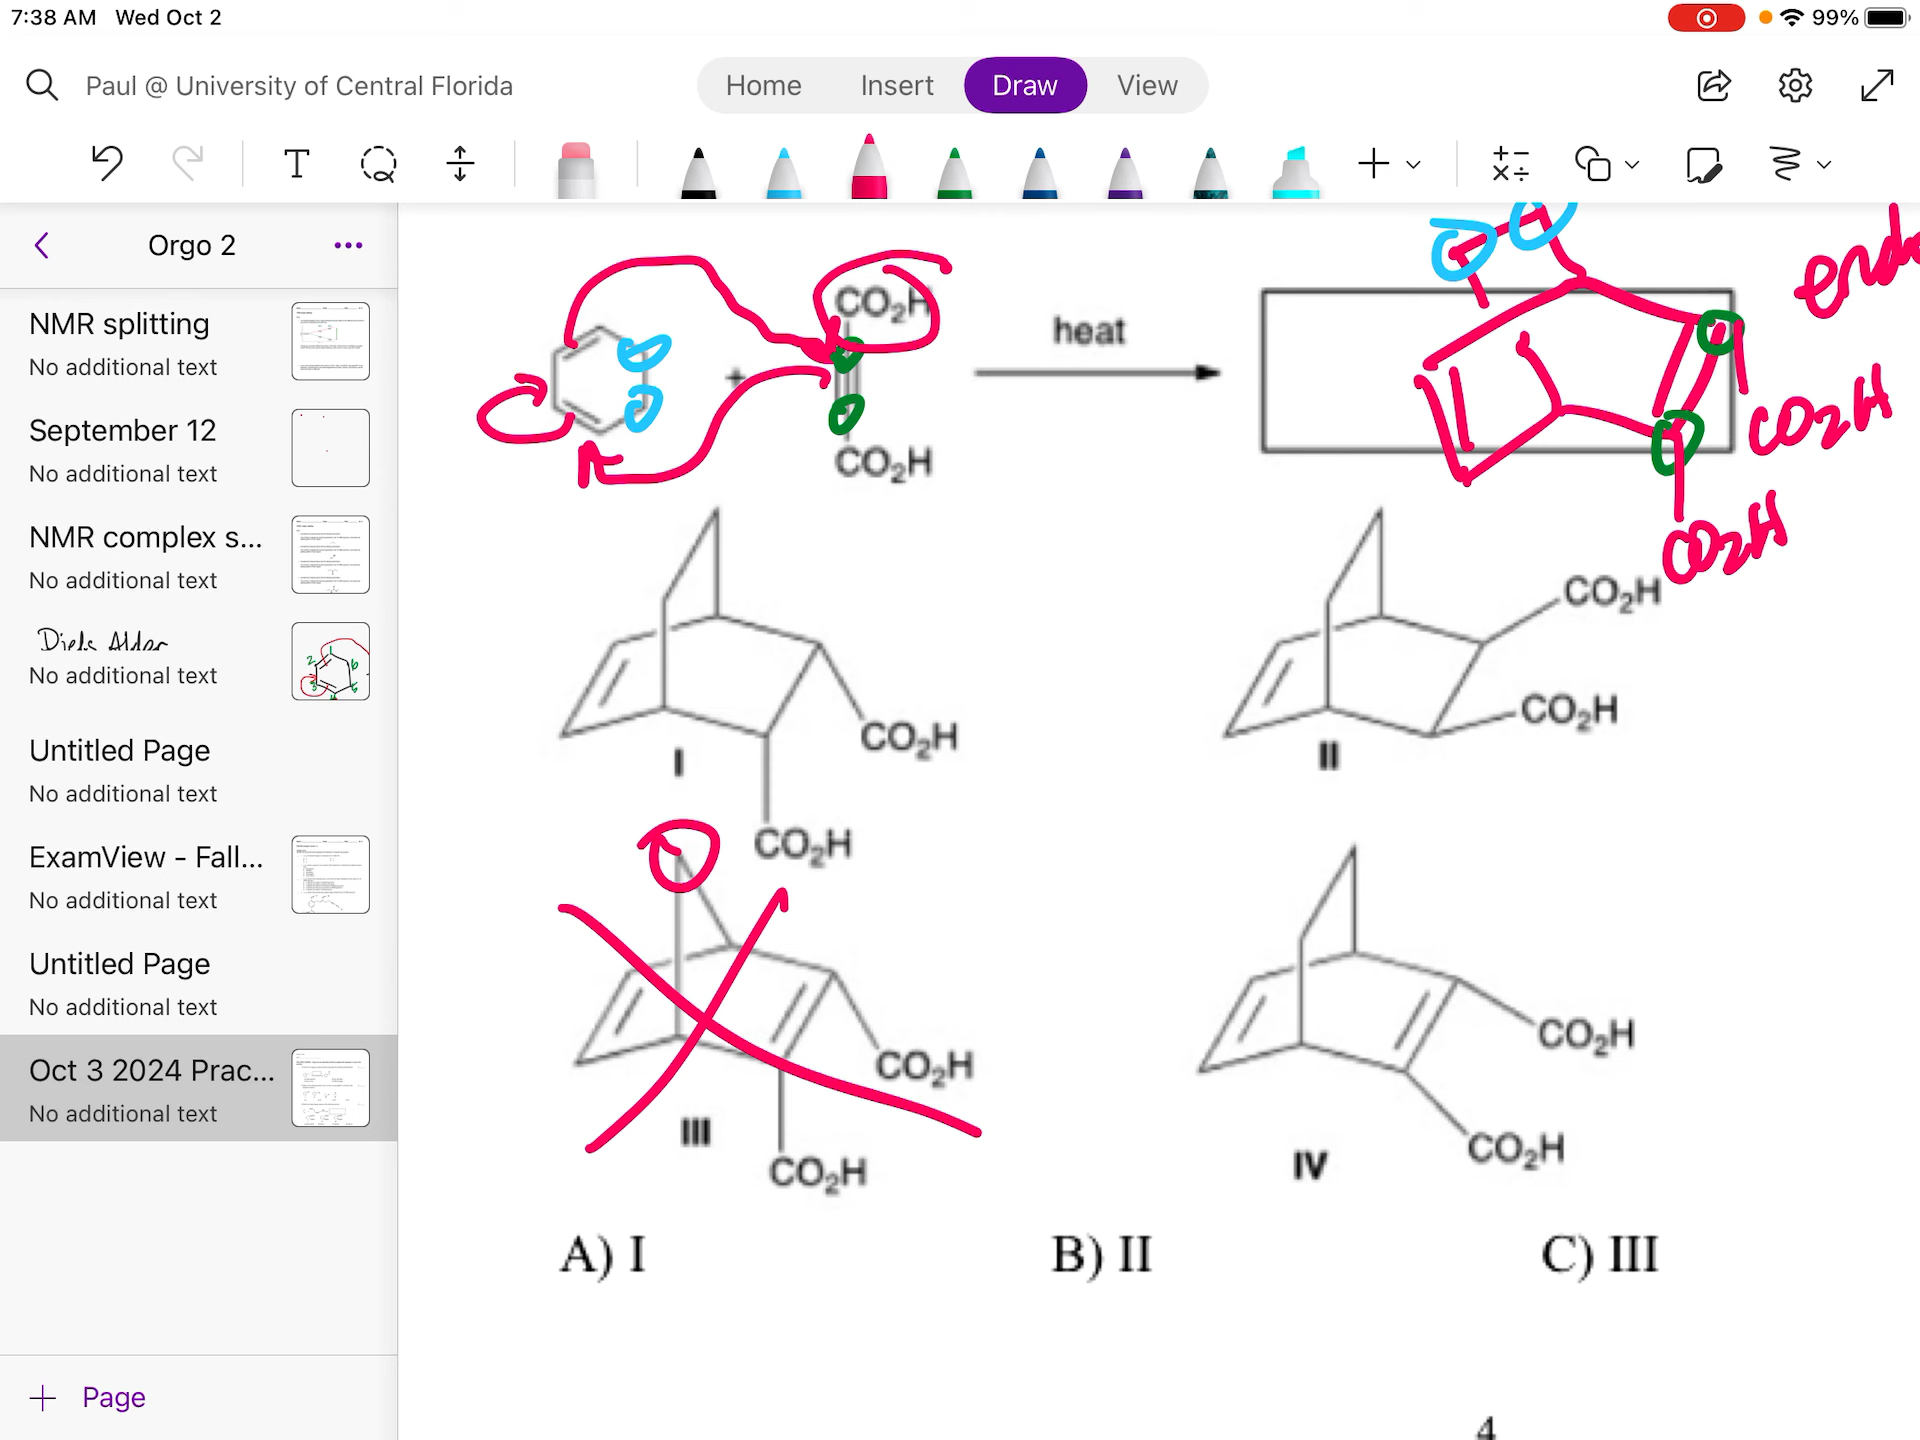 7:38 AM Wed Oct 2
99%
Paul @ University of Central Florida
Home Insert Draw View
T
Orgo 2
NMR splitting
No additional text
September 12
No additional text
NMR complex s...
No additional text
Diels Alder
No additional text
Untitled Page
No additional text
ExamView - Fall...
No additional text
Untitled Page
No additional text
Oct 3 2024 Prac...
No additional text
+ Page
CO₂H
+
CO₂H
heat
endo
CO2H
CO2H
CO₂H
CO₂H
I
CO₂H
CO₂H
II
CO₂H
CO₂H
III
CO₂H
CO₂H
IV
A) I B) II C) III
4